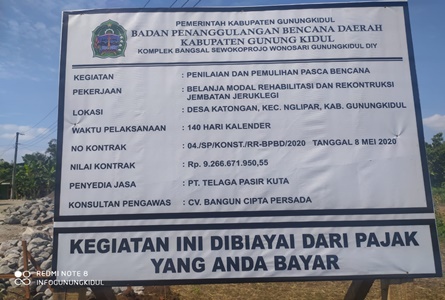 PEMERINTAH KABUPATEN GUNUNGKIDUL
BADAN PENANGGULANGAN BENCANA DAERAH
KABUPATEN GUNUNG KIDUL
KOMPLEK BANGSAL SEWOKOPROJO WONOSARI GUNUNGKIDUL DIY
KEGIATAN : PENILAIAN DAN PEMULIHAN PASCA BENCANA
PEKERJAAN : BELANJA MODAL REHABILITASI DAN REKONTRUKSI
JEMBATAN JERUKLEGI
LOKASI : DESA KATONGAN, KEC. NGLIPAR, KAB. GUNUNGKIDUL
WAKTU PELAKSANAAN : 140 HARI KALENDER
NO KONTRAK : 04./SP/KONST./RR-BPBD/2020 TANGGAL 8 MEI 2020
NILAI KONTRAK : Rp. 9.266.671.950,55
PENYEDIA JASA : PT. TELAGA PASIR KUTA
KONSULTAN PENGAWAS : CV. BANGUN CIPTA PERSADA
KEGIATAN INI DIBIAYAI DARI PAJAK
YANG ANDA BAYAR
REDMI NOTE 8
INFOGUNUNGKIDUL